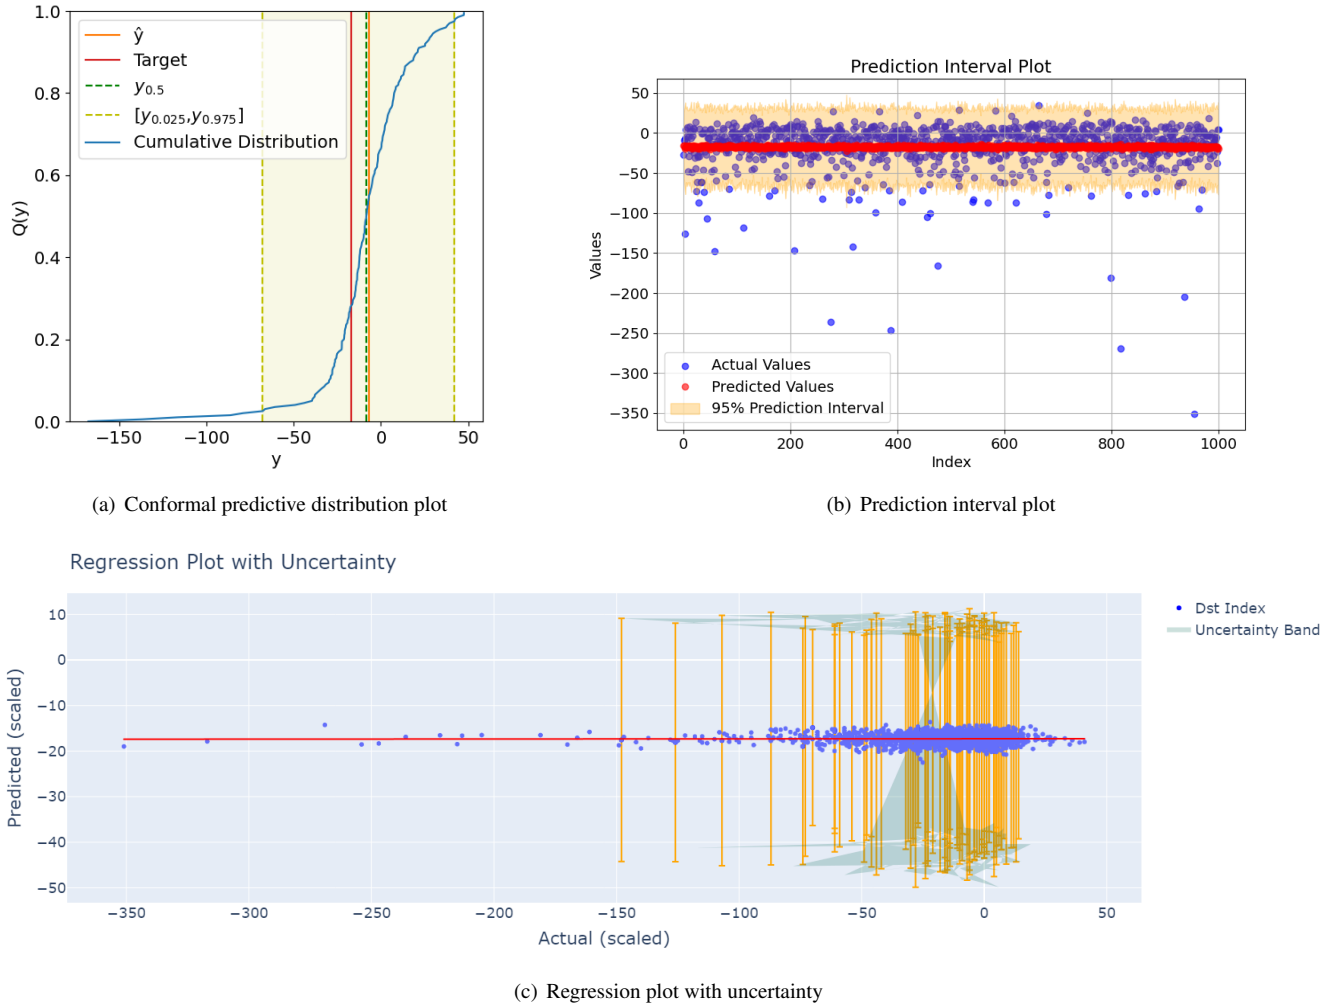 1.0
0.8
0.6
0.4
0.2
0.0
Q(y)
ŷ
Target
y0.5
[y0.025,y0.975]
Cumulative Distribution
−150 −100 −50 0 50
y
(a) Conformal predictive distribution plot
Prediction Interval Plot
50
0
−50
−100
−150
−200
−250
−300
−350
Values
Actual Values
Predicted Values
95% Prediction Interval
0 200 400 600 800 1000
Index
(b) Prediction interval plot
Regression Plot with Uncertainty
10
0
−10
−20
−30
−40
−50
Predicted (scaled)
Dst Index
Uncertainty Band
−350 −300 −250 −200 −150 −100 −50 0 50
Actual (scaled)
(c) Regression plot with uncertainty